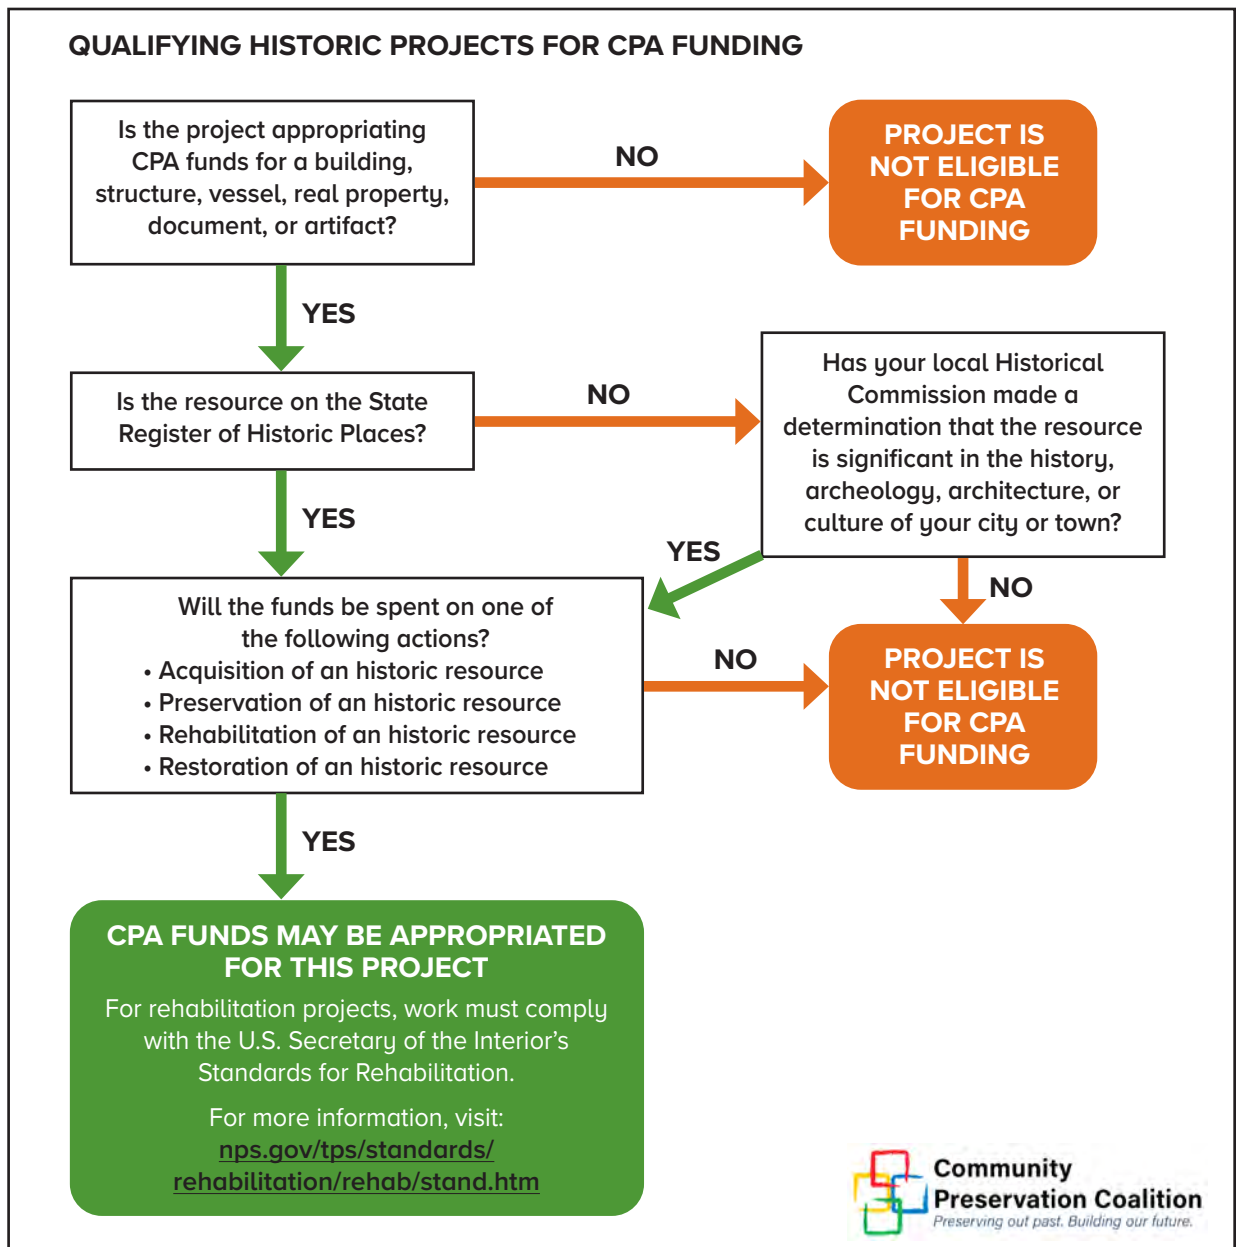 QUALIFYING HISTORIC PROJECTS FOR CPA FUNDING
Is the project appropriating
CPA funds for a building,
structure, vessel, real property,
document, or artifact?
NO
PROJECT IS
NOT ELIGIBLE
FOR CPA
FUNDING
YES
Is the resource on the State
Register of Historic Places?
NO
Has your local Historical
Commission made a
determination that the resource
is significant in the history,
archeology, architecture, or
culture of your city or town?
YES
YES
NO
Will the funds be spent on one of
the following actions?
• Acquisition of an historic resource
• Preservation of an historic resource
• Rehabilitation of an historic resource
• Restoration of an historic resource
NO
PROJECT IS
NOT ELIGIBLE
FOR CPA
FUNDING
YES
CPA FUNDS MAY BE APPROPRIATED
FOR THIS PROJECT
For rehabilitation projects, work must comply
with the U.S. Secretary of the Interior’s
Standards for Rehabilitation.
For more information, visit:
nps.gov/tps/standards/
rehabilitation/rehab/stand.htm
Community
Preservation Coalition
Preserving out past. Building our future.